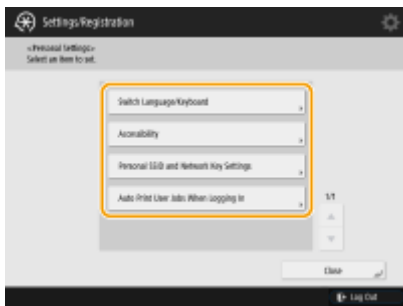 Settings/Registration
<Personal Settings>
Select an item to set.
Switch Language/Keyboard
Accessibility
Personal SSID and Network Key Settings
Auto Print User Jobs When Logging In
1/1
Close
Log Out